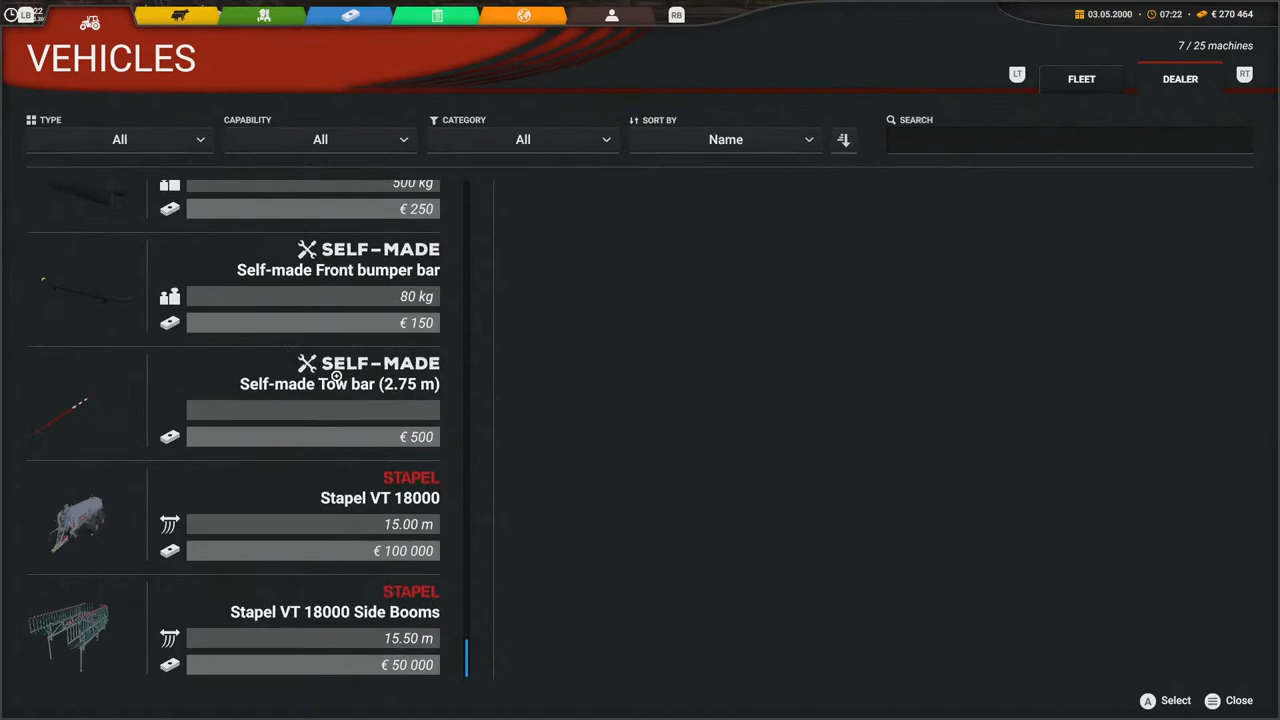 22
LB
RB
03.05.2000
07:22
€ 270 464
VEHICLES
7 / 25 machines
LT
FLEET
DEALER
RT
TYPE
CAPABILITY
CATEGORY
SORT BY
SEARCH
All
All
All
Name
500 kg
€ 250
SELF-MADE
Self-made Front bumper bar
80 kg
€ 150
SELF-MADE
Self-made Tow bar (2.75 m)
€ 500
STAPEL
Stapel VT 18000
15.00 m
€ 100 000
STAPEL
Stapel VT 18000 Side Booms
15.50 m
€ 50 000
A Select
Close